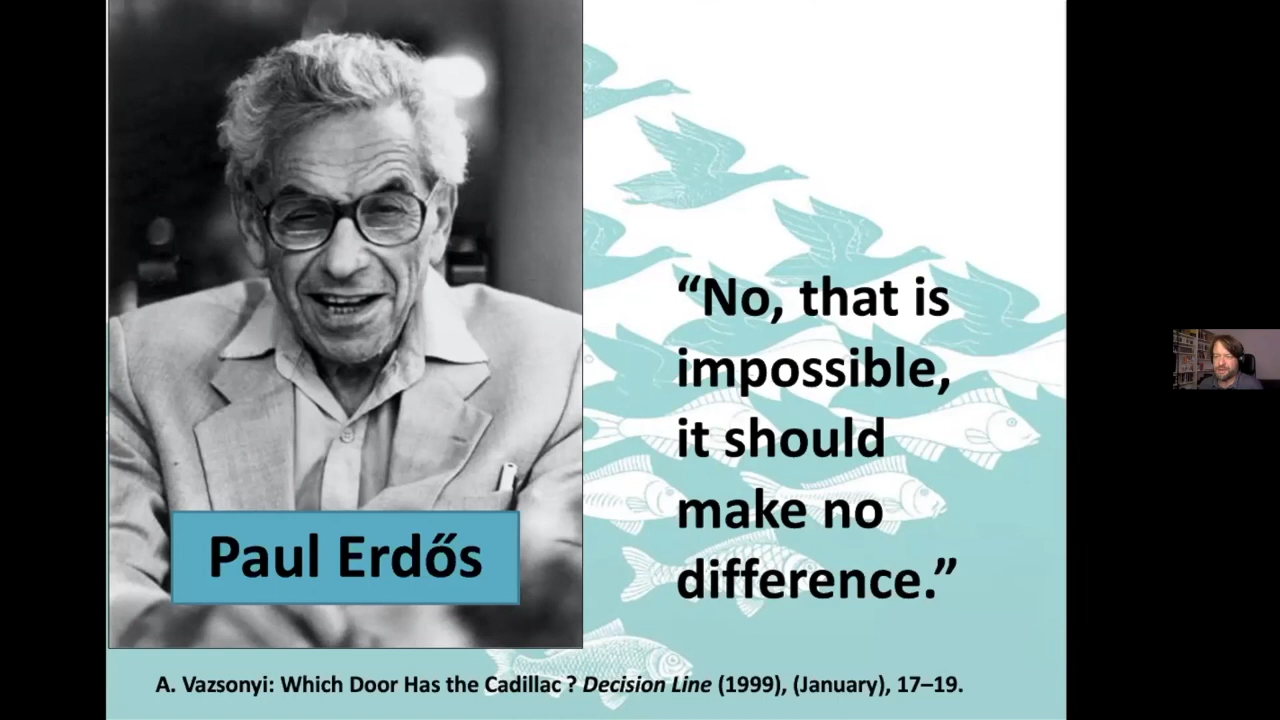 Paul Erdős
“No, that is
impossible,
it should
make no
difference.”
A. Vazsonyi: Which Door Has the Cadillac ? Decision Line (1999), (January), 17–19.